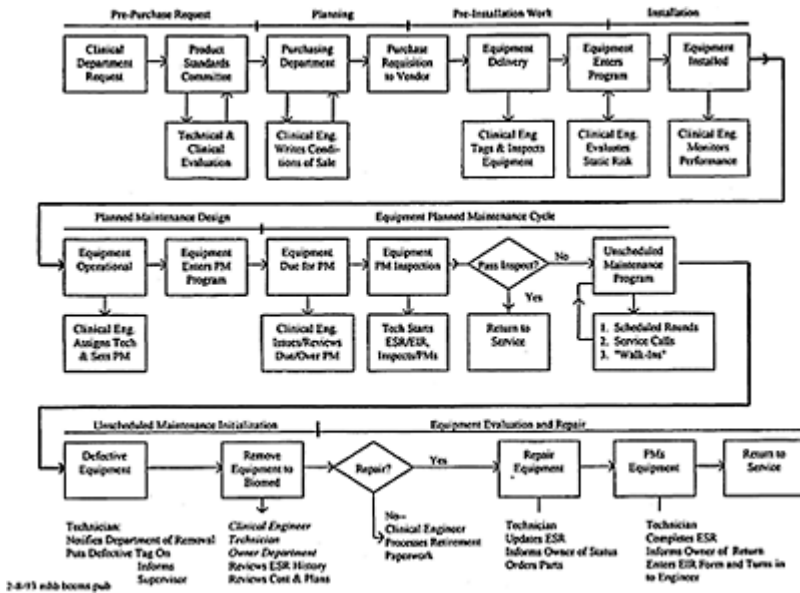 Pre-Purchase Request
Planning
Pre-Installation Work
Installation
Clinical
Department
Request
Product
Standards
Committee
Purchasing
Department
Purchase
Requisition
to Vendor
Equipment
Delivery
Equipment
Enters
Program
Equipment
Installed
Technical &
Clinical
Evaluation
Clinical Eng.
Writes Condi-
tions of Sale
Clinical Eng
Tags & Inspects
Equipment
Clinical Eng.
Evaluates
Static Risk
Clinical Eng.
Monitors
Performance
Planned Maintenance Design
Equipment Planned Maintenance Cycle
Equipment
Operational
Equipment
Enters PM
Program
Equipment
Due for PM
Equipment
PM Inspection
Pass Inspect?
No
Yes
Unscheduled
Maintenance
Program
Clinical Eng.
Assigns Tech
& Sets PM
Clinical Eng.
Issues/Reviews
Due/Over PM
Tech Starts
ESR/EIR,
Inspects/PMs
Return to
Service
1. Scheduled Rounds
2. Service Calls
3. "Walk-Ins"
Unscheduled Maintenance Initialization
Equipment Evaluation and Repair
Defective
Equipment
Remove
Equipment to
Biomed
Repair?
Yes
Repair
Equipment
PMs
Equipment
Return to
Service
Technician:
Notifies Department of Removal
Puts Defective Tag On
Informs
Supervisor
Clinical Engineer
Technician
Owner Department
Reviews ESR History
Reviews Cost & Plans
No--
Clinical Engineer
Processes Retirement
Paperwork
Technician
Updates ESR
Informs Owner of Status
Orders Parts
Technician
Completes ESR
Informs Owner of Return
Enters EIR Form and Turns in
to Engineer